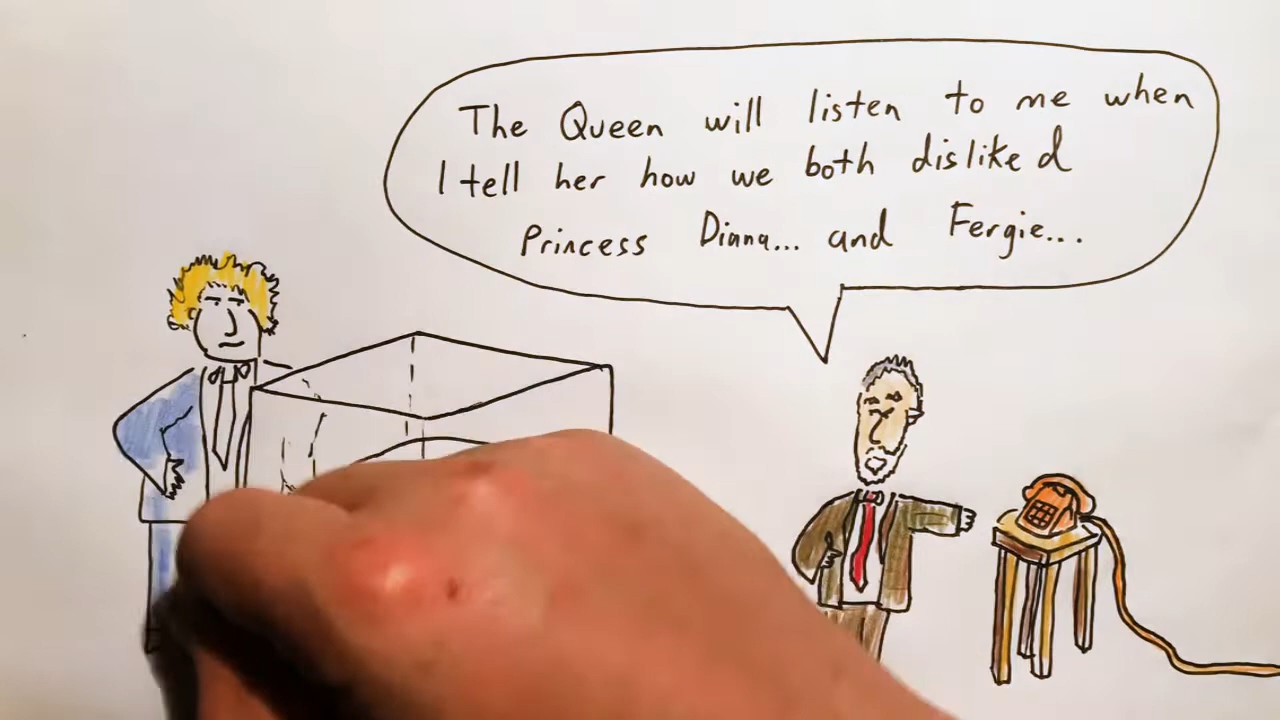 The Queen will listen to me when
I tell her how we both disliked
Princess Diana... and Fergie...